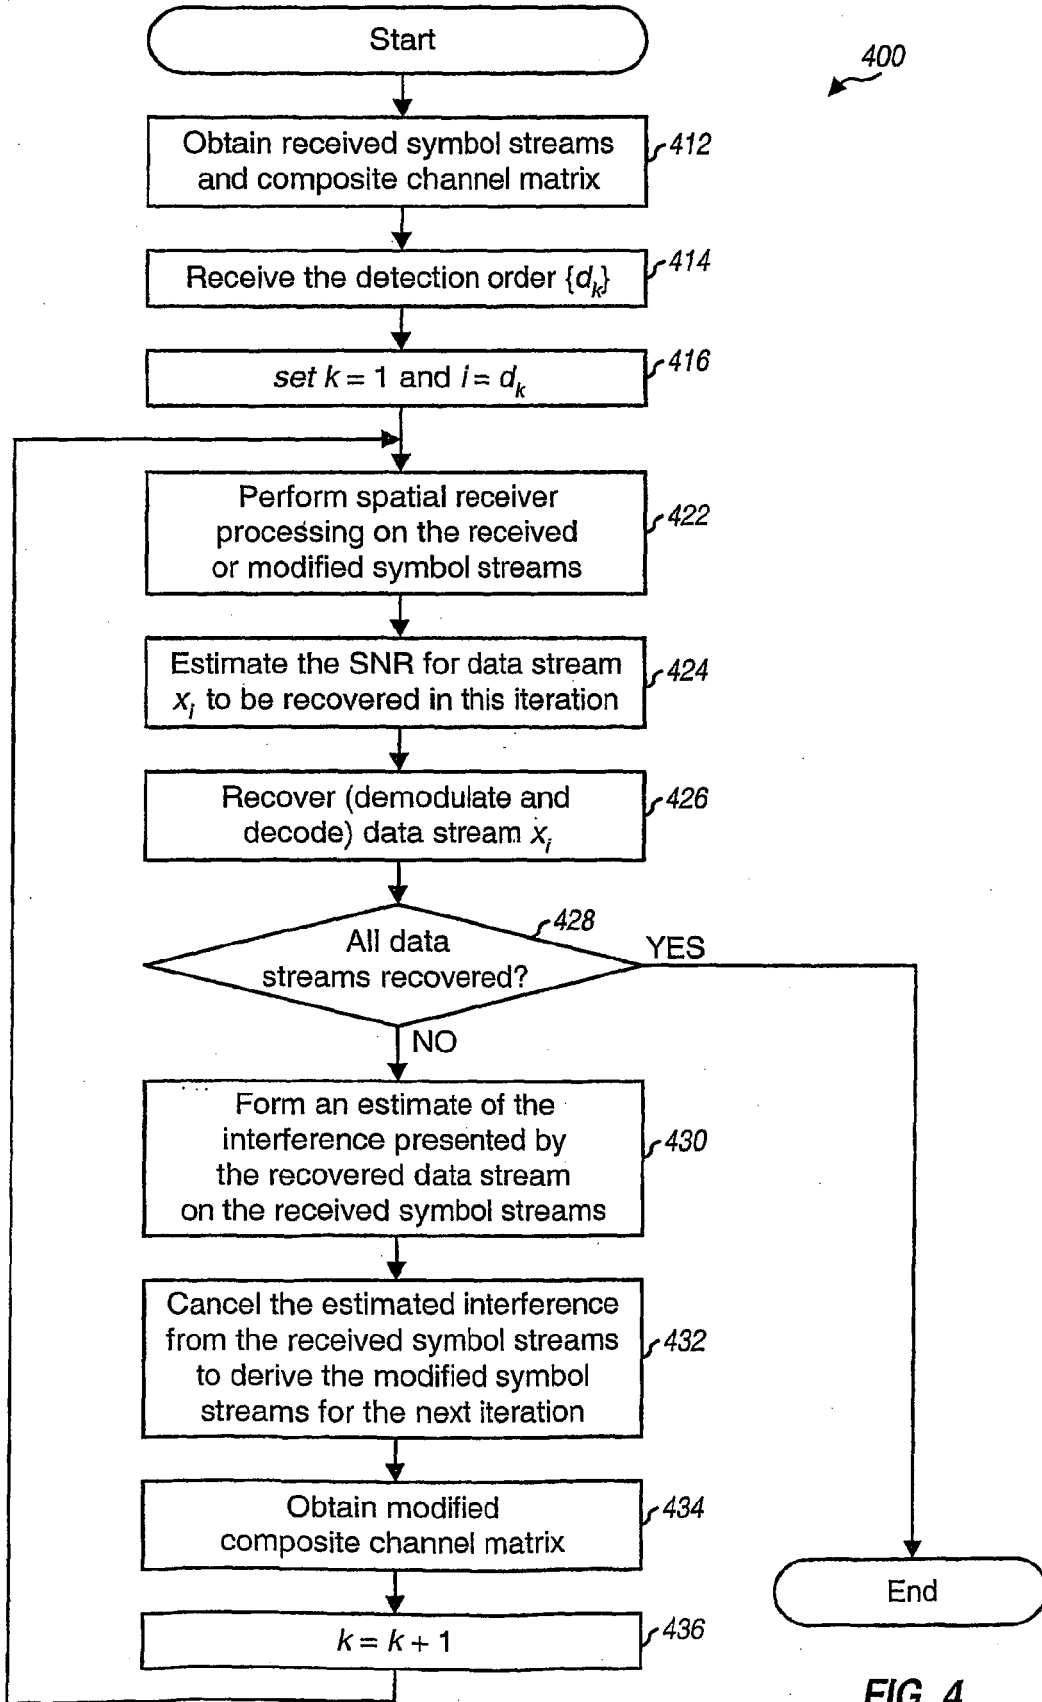 Start
400
Obtain received symbol streams
and composite channel matrix
412
Receive the detection order {dk}
414
set k = 1 and i = dk
416
Perform spatial receiver
processing on the received
or modified symbol streams
422
Estimate the SNR for data stream
xi to be recovered in this iteration
424
Recover (demodulate and
decode) data stream xi
426
All data
streams recovered?
428
YES
NO
Form an estimate of the
interference presented by
the recovered data stream
on the received symbol streams
430
Cancel the estimated interference
from the received symbol streams
to derive the modified symbol
streams for the next iteration
432
Obtain modified
composite channel matrix
434
End
k = k + 1
436
FIG. 4